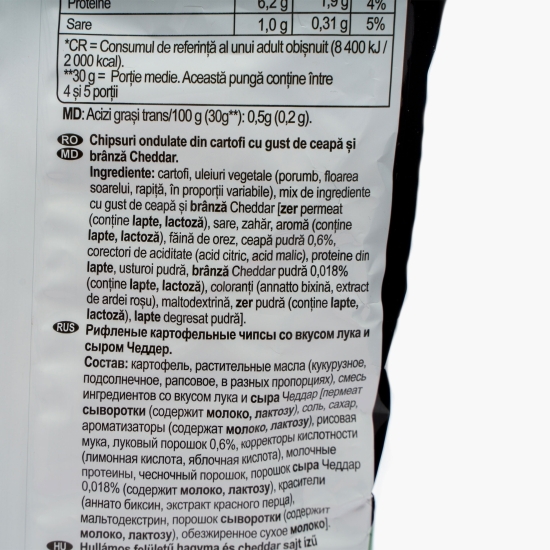 Proteine 6,2 g 1,9 g 4%
Sare 1,0 g 0,31 g 5%
*CR = Consumul de referință al unui adult obișnuit (8 400 kJ /
2 000 kcal).
**30 g = Porție medie. Această pungă conține între
4 și 5 porții
MD: Acizi grași trans/100 g (30g**): 0,5g (0,2 g).
RO Chipsuri ondulate din cartofi cu gust de ceapă și
MD brânză Cheddar.
Ingrediente: cartofi, uleiuri vegetale (porumb, floarea
soarelui, rapiță, în proporții variabile), mix de ingrediente
cu gust de ceapă și brânză Cheddar [zer permeat
(conține lapte, lactoză), sare, zahăr, aromă (conține
lapte, lactoză), făină de orez, ceapă pudră 0,6%,
corectori de aciditate (acid citric, acid malic), proteine din
lapte, usturoi pudră, brânză Cheddar pudră 0,018%
(conține lapte, lactoză), coloranți (annatto bixină, extract
de ardei roșu), maltodextrină, zer pudră (conține lapte,
lactoză), lapte degresat pudră].
RUS Рифленые картофельные чипсы со вкусом лука и
сыром Чеддер.
Состав: картофель, растительные масла (кукурузное,
подсолнечное, рапсовое, в разных пропорциях), смесь
ингредиентов со вкусом лука и сыра Чеддар [пермеат
сыворотки (содержит молоко, лактозу), соль, сахар,
ароматизаторы (содержат молоко, лактозу), рисовая
мука, луковый порошок 0,6%, корректоры кислотности
(лимонная кислота, яблочная кислота), молочные
протеины, чесночный порошок, порошок сыра Чеддар
0,018% (содержит молоко, лактозу), красители
(аннато биксин, экстракт красного перца),
мальтодекстрин, порошок сыворотки (содержит
молоко, лактозу), обезжиренное сухое молоко].
HU Hullámos felületű hagyma és cheddar sajt ízű